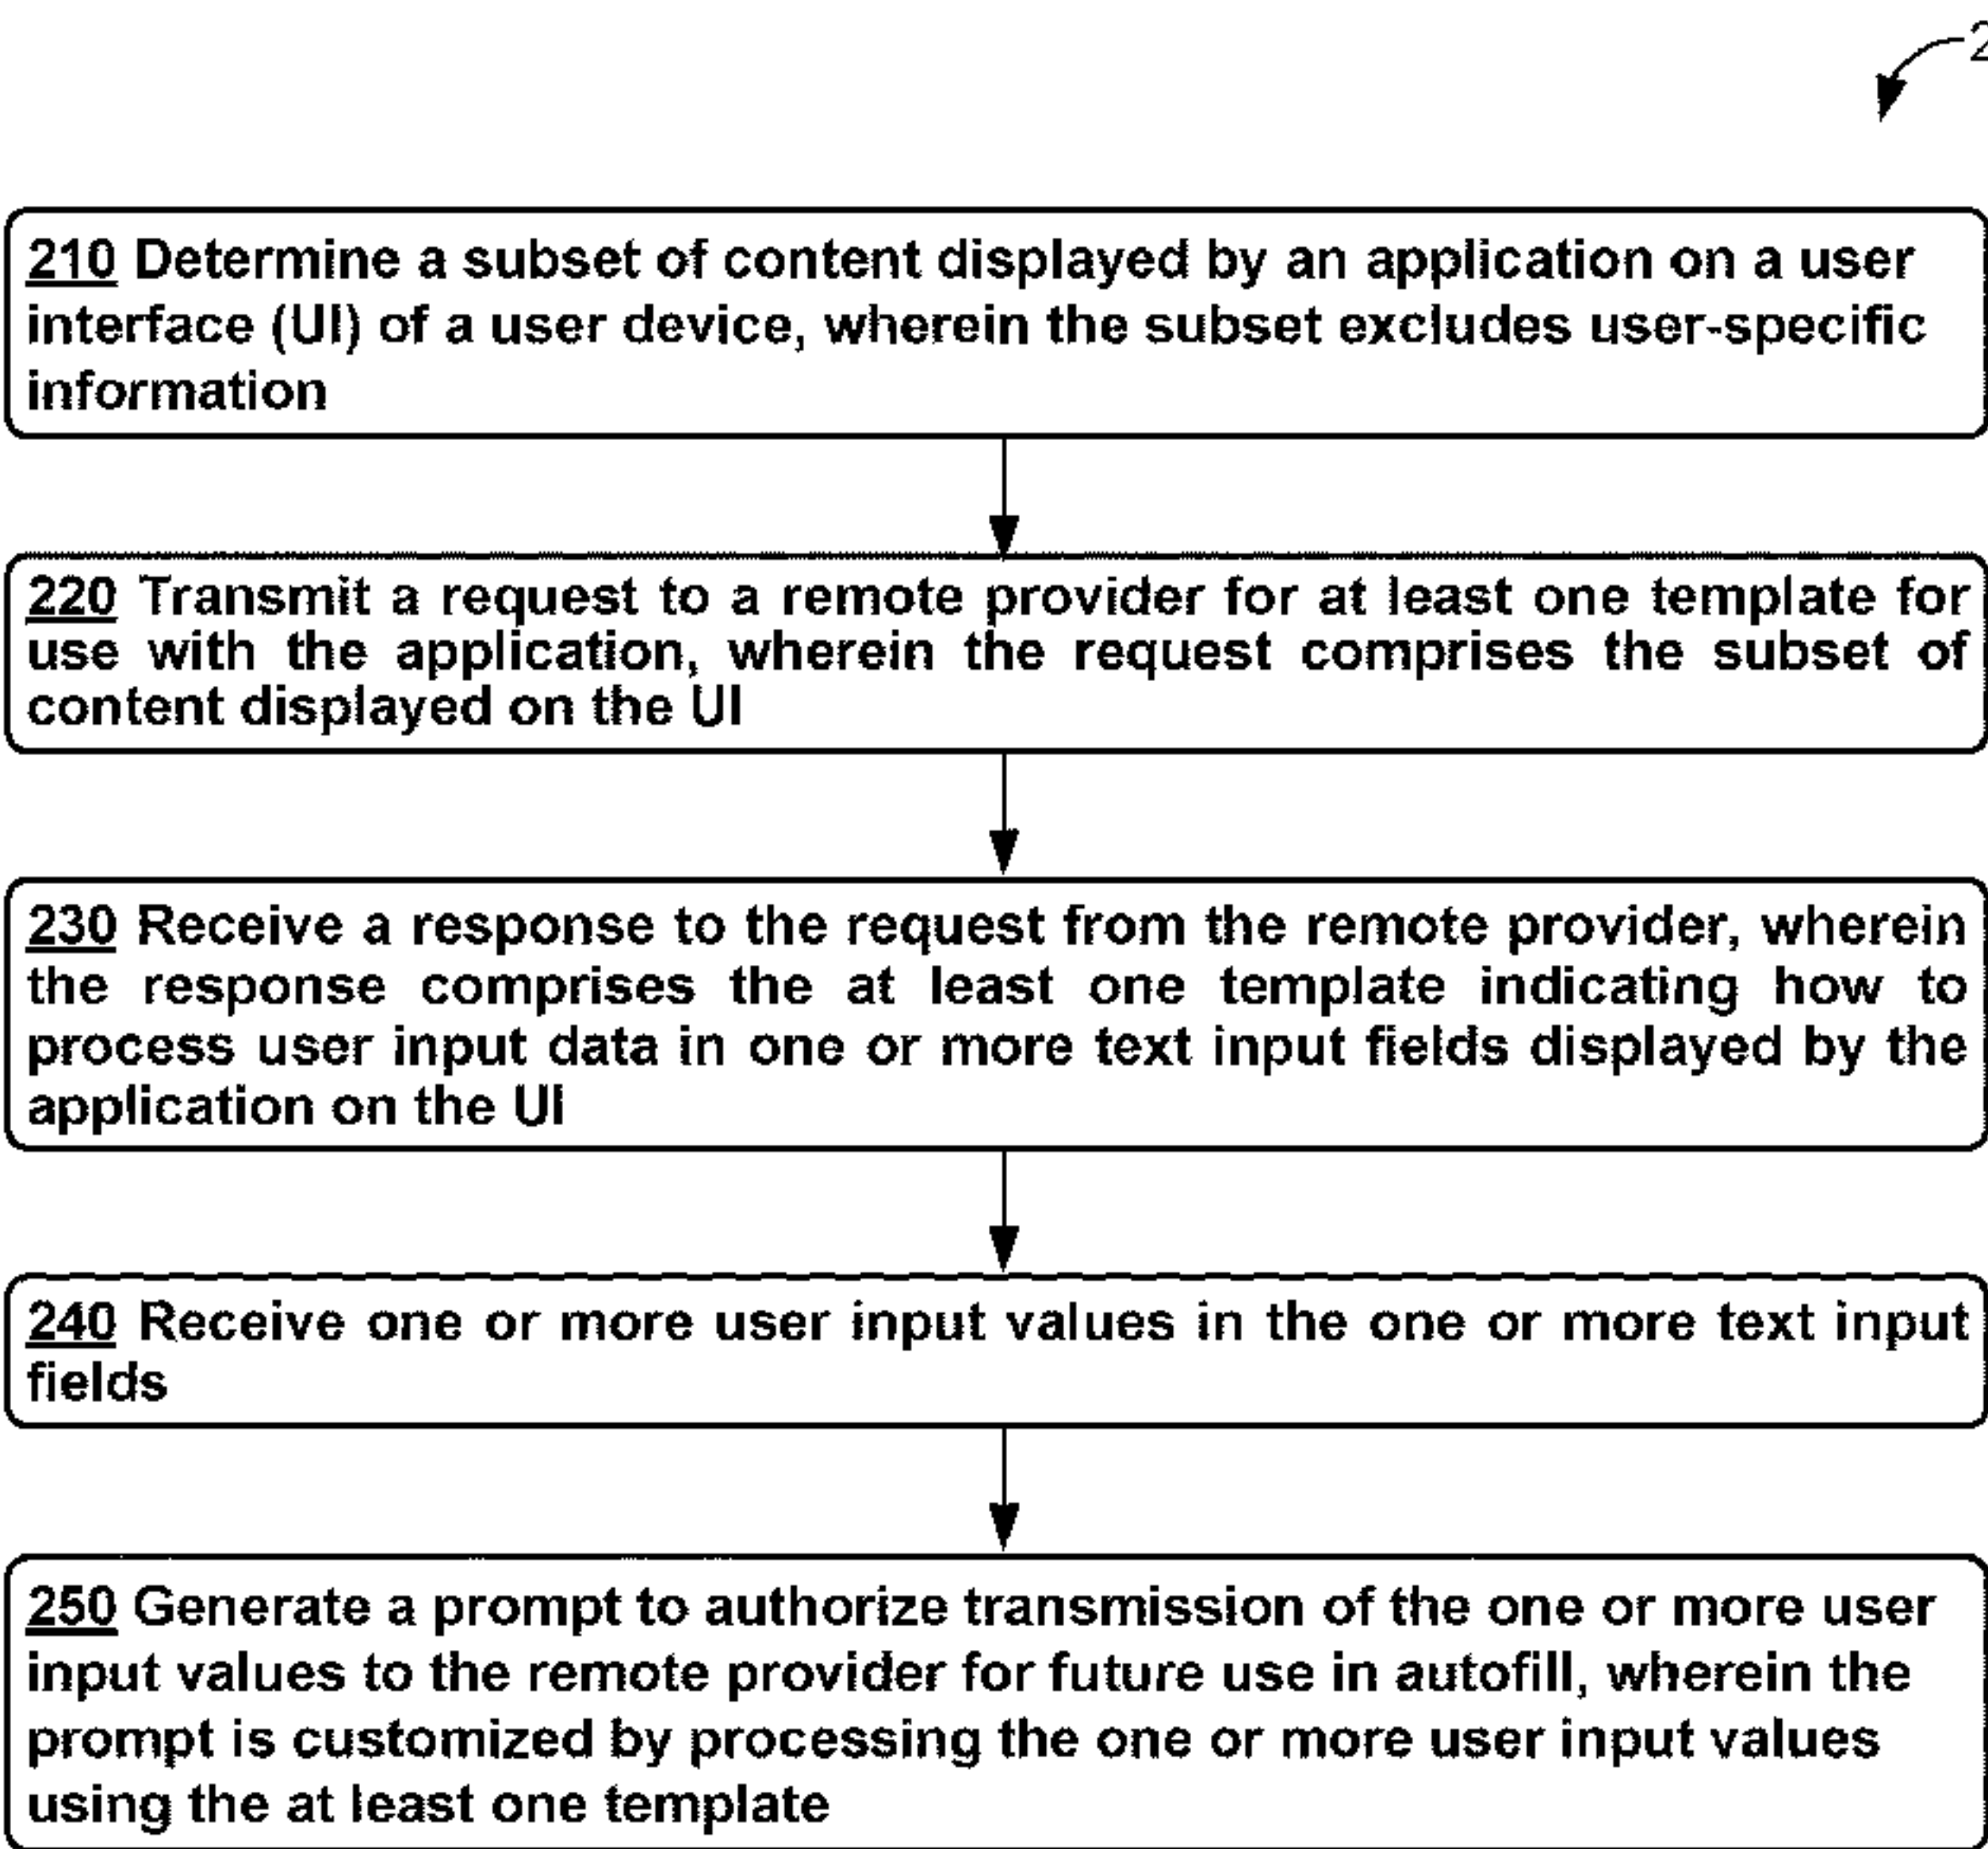 210 Determine a subset of content displayed by an application on a user
interface (UI) of a user device, wherein the subset excludes user-specific
information
220 Transmit a request to a remote provider for at least one template for
use with the application, wherein the request comprises the subset of
content displayed on the UI
230 Receive a response to the request from the remote provider, wherein
the response comprises the at least one template indicating how to
process user input data in one or more text input fields displayed by the
application on the UI
240 Receive one or more user input values in the one or more text input
fields
250 Generate a prompt to authorize transmission of the one or more user
input values to the remote provider for future use in autofill, wherein the
prompt is customized by processing the one or more user input values
using the at least one template